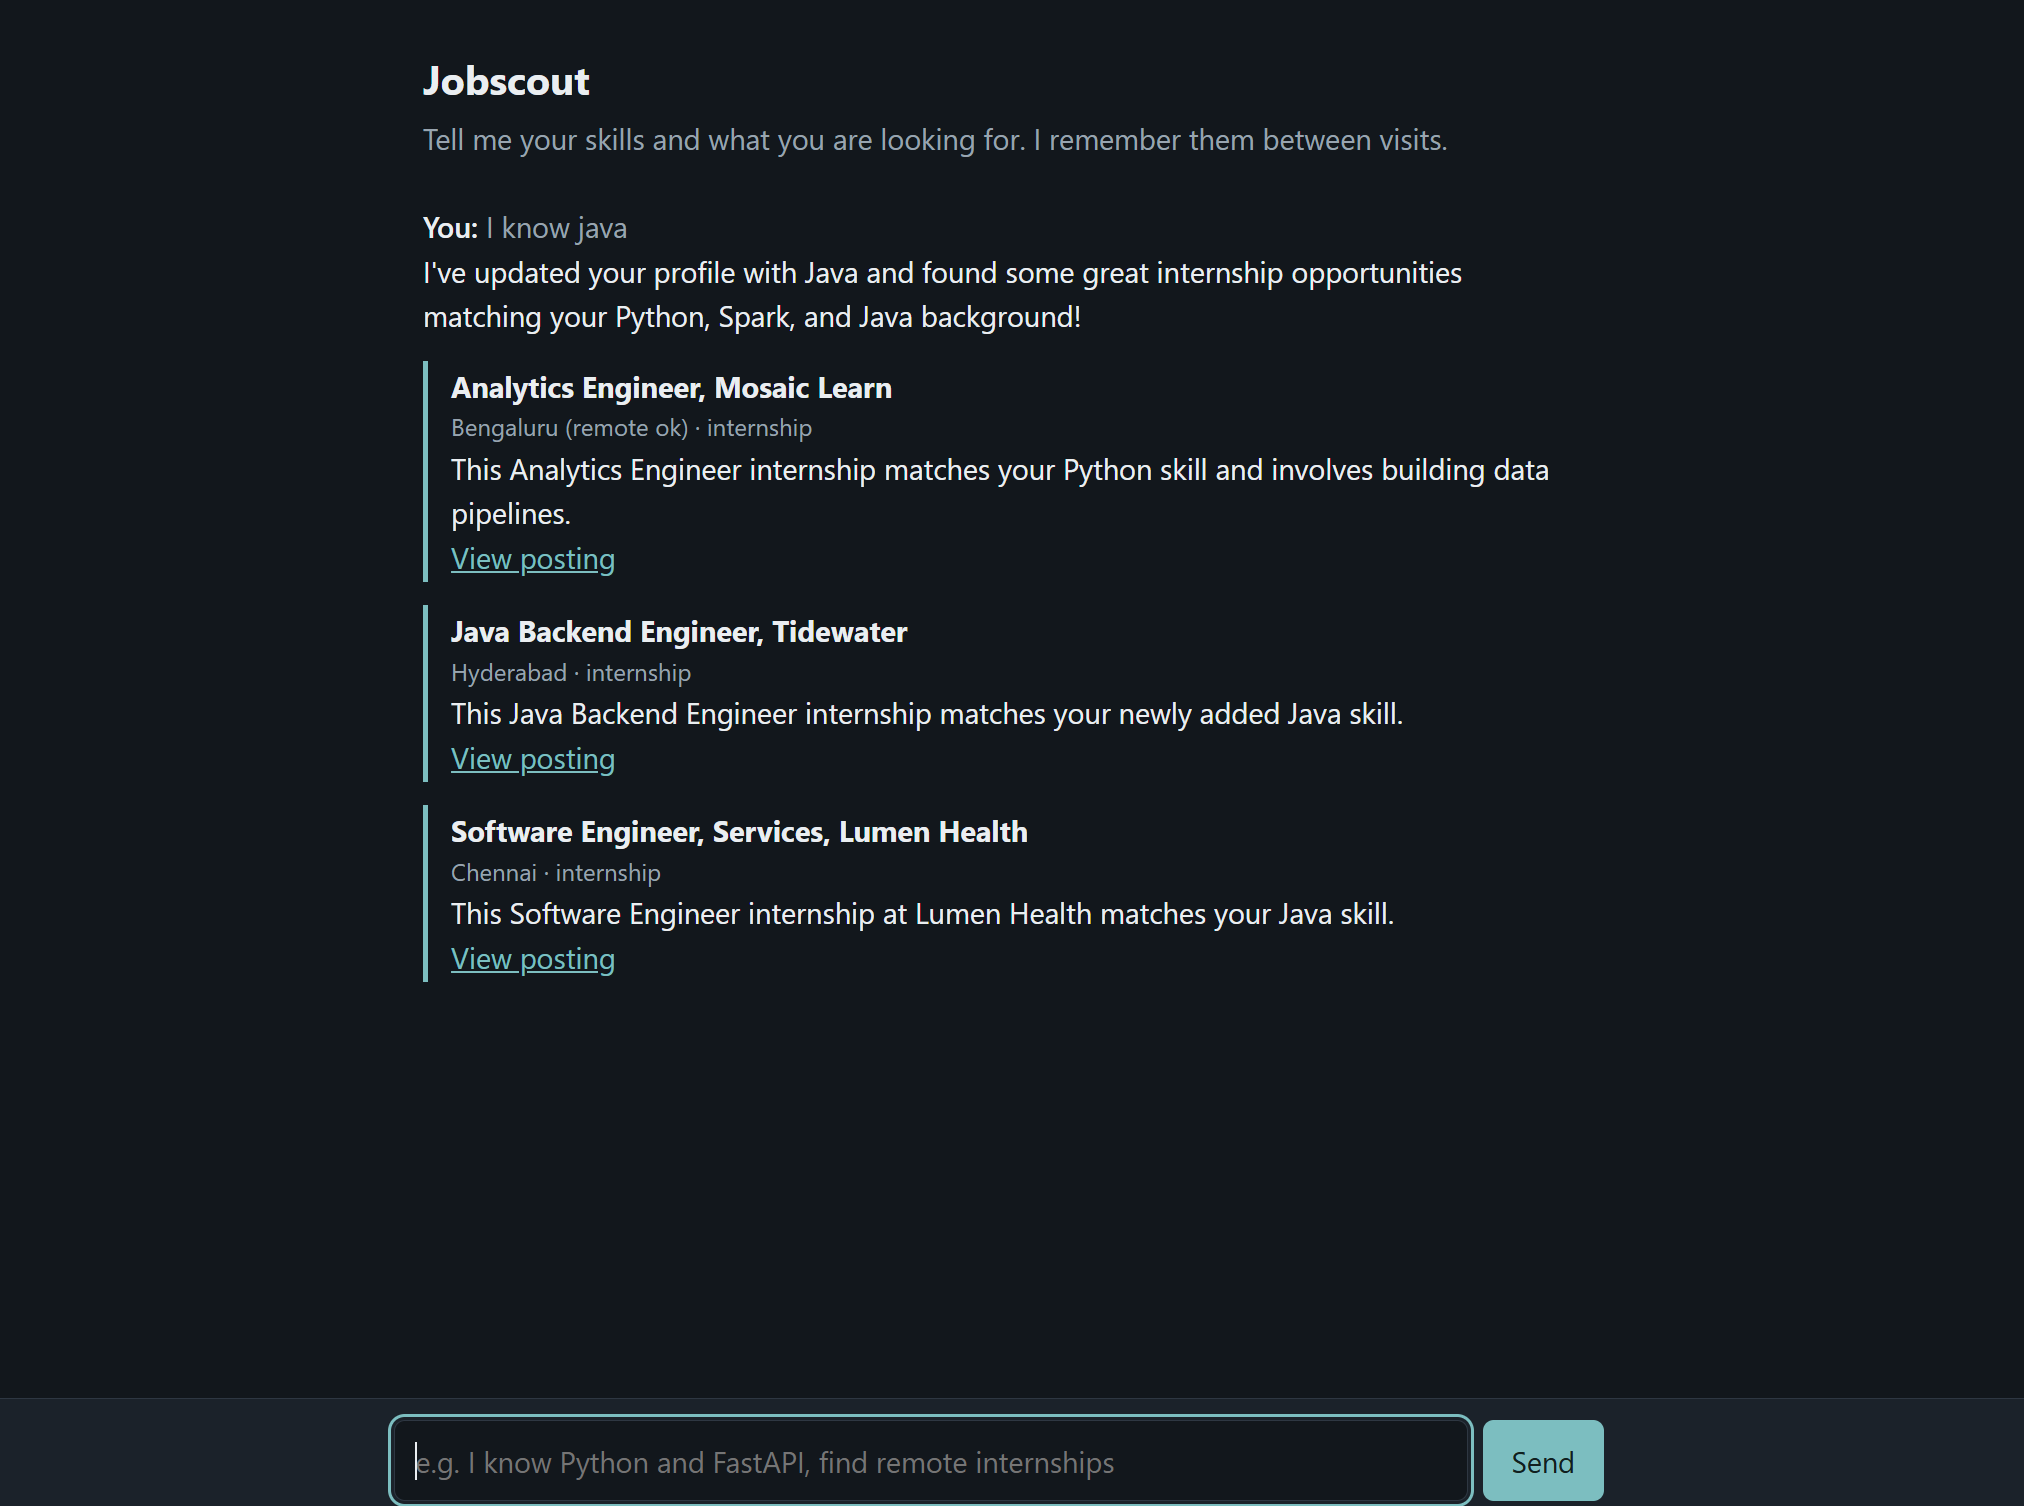 Jobscout
Tell me your skills and what you are looking for. I remember them between visits.
You: I know java
I've updated your profile with Java and found some great internship opportunities
matching your Python, Spark, and Java background!
Analytics Engineer, Mosaic Learn
Bengaluru (remote ok) · internship
This Analytics Engineer internship matches your Python skill and involves building data
pipelines.
View posting
Java Backend Engineer, Tidewater
Hyderabad · internship
This Java Backend Engineer internship matches your newly added Java skill.
View posting
Software Engineer, Services, Lumen Health
Chennai · internship
This Software Engineer internship at Lumen Health matches your Java skill.
View posting
e.g. I know Python and FastAPI, find remote internships
Send